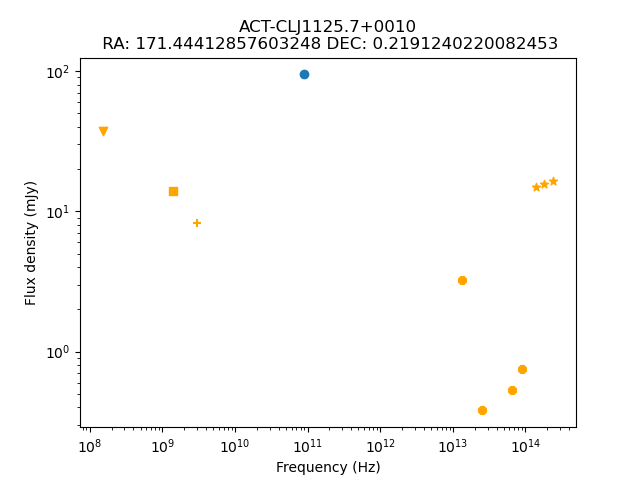 ACT-CLJ1125.7+0010
RA: 171.44412857603248 DEC: 0.2191240220082453
10^2
10^1
10^0
Flux density (mJy)
10^8 10^9 10^10 10^11 10^12 10^13 10^14
Frequency (Hz)